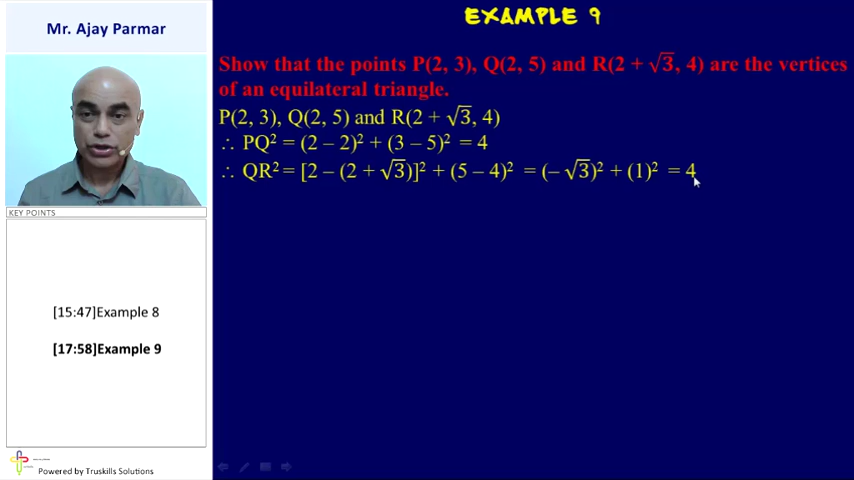 Mr. Ajay Parmar
EXAMPLE 9
Show that the points P(2, 3), Q(2, 5) and R(2 + √3, 4) are the vertices
of an equilateral triangle.
P(2, 3), Q(2, 5) and R(2 + √3, 4)
∴ PQ² = (2 – 2)² + (3 – 5)² = 4
∴ QR² = [2 – (2 + √3)]² + (5 – 4)² = (– √3)² + (1)² = 4
KEY POINTS
[15:47]Example 8
[17:58]Example 9
Powered by Truskills Solutions